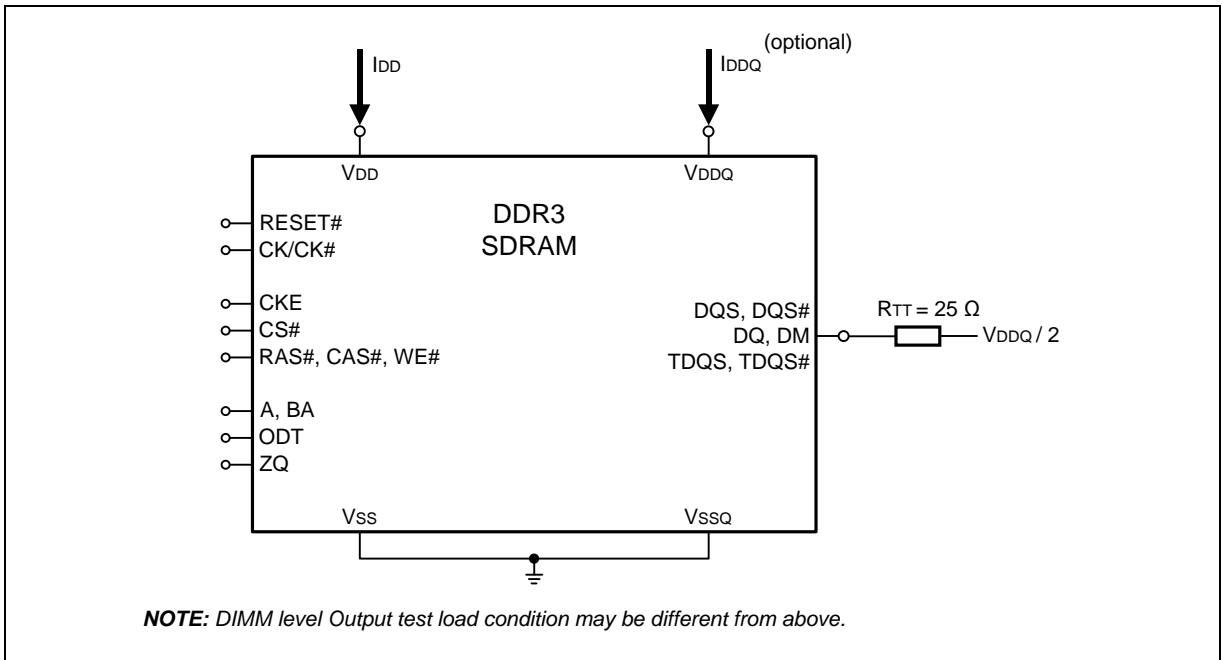 (optional)
IDD
IDDQ
VDD
VDDQ
DDR3
SDRAM
RESET#
CK/CK#
CKE
CS#
RAS#, CAS#, WE#
A, BA
ODT
ZQ
DQS, DQS#
DQ, DM
TDQS, TDQS#
RTT = 25 Ω
VDDQ / 2
VSS
VSSQ
NOTE: DIMM level Output test load condition may be different from above.